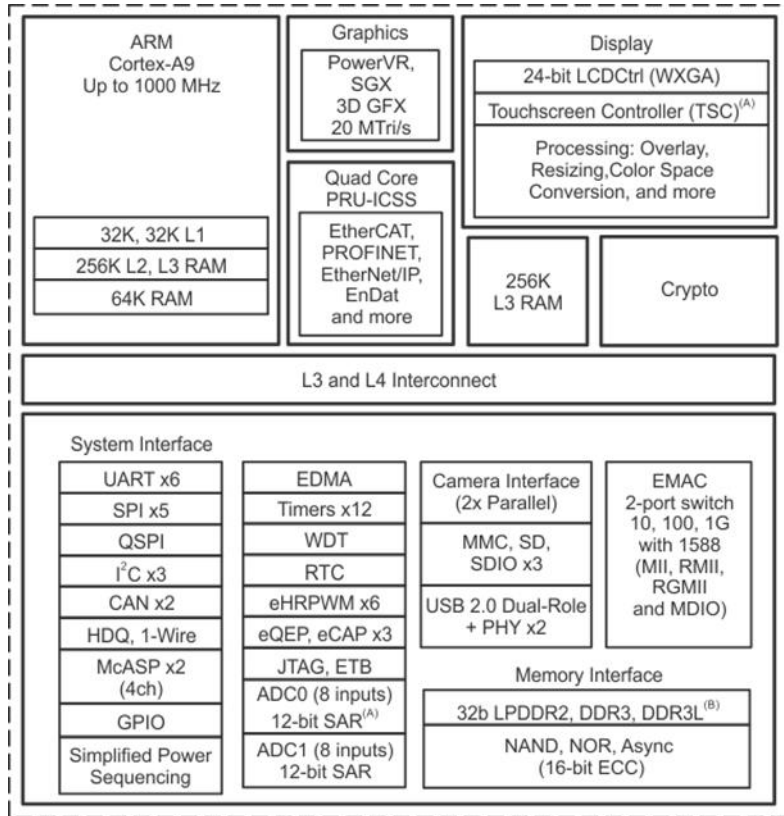 ARM
Cortex-A9
Up to 1000 MHz
32K, 32K L1
256K L2, L3 RAM
64K RAM
Graphics
PowerVR,
SGX
3D GFX
20 MTri/s
Quad Core
PRU-ICSS
EtherCAT,
PROFINET,
EtherNet/IP,
EnDat
and more
Display
24-bit LCDCtrl (WXGA)
Touchscreen Controller (TSC)(A)
Processing: Overlay,
Resizing,Color Space
Conversion, and more
256K
L3 RAM
Crypto
L3 and L4 Interconnect
System Interface
UART x6
SPI x5
QSPI
I2C x3
CAN x2
HDQ, 1-Wire
McASP x2
(4ch)
GPIO
Simplified Power
Sequencing
EDMA
Timers x12
WDT
RTC
eHRPWM x6
eQEP, eCAP x3
JTAG, ETB
ADC0 (8 inputs)
12-bit SAR(A)
ADC1 (8 inputs)
12-bit SAR
Camera Interface
(2x Parallel)
MMC, SD,
SDIO x3
USB 2.0 Dual-Role
+ PHY x2
EMAC
2-port switch
10, 100, 1G
with 1588
(MII, RMII,
RGMII
and MDIO)
Memory Interface
32b LPDDR2, DDR3, DDR3L(B)
NAND, NOR, Async
(16-bit ECC)